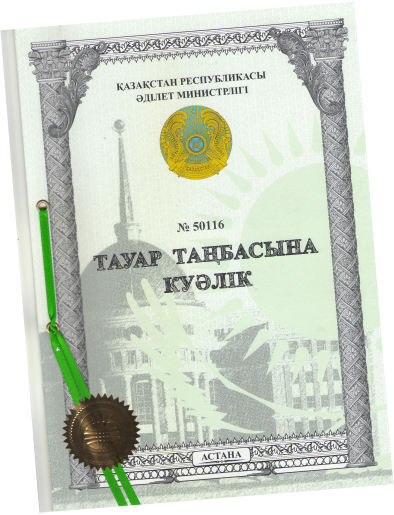 ҚАЗАҚСТАН РЕСПУБЛИКАСЫ
ӘДІЛЕТ МИНИСТРЛІГІ
№ 50116
ТАУАР ТАҢБАСЫНА
КУӘЛІК
АСТАНА